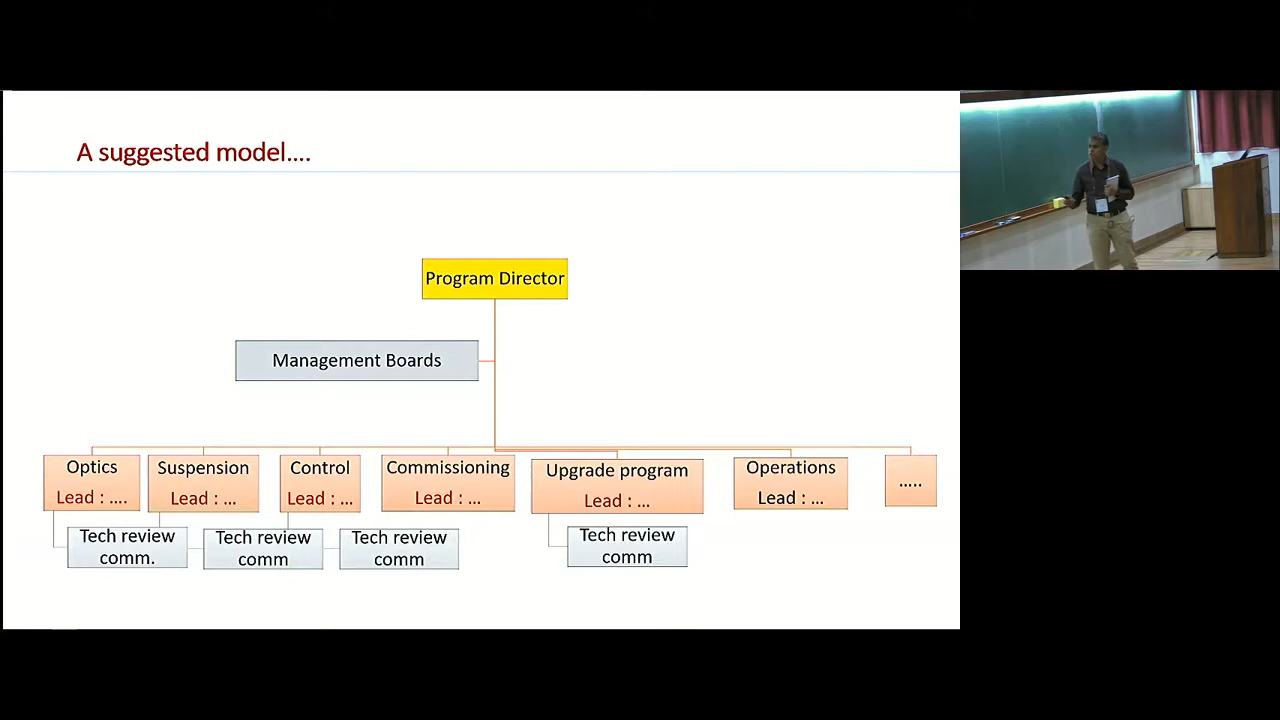 A suggested model....
Program Director
Management Boards
Optics
Lead : ....
Suspension
Lead : ...
Control
Lead : ...
Commissioning
Lead : ...
Upgrade program
Lead : ...
Operations
Lead : ...
.....
Tech review
comm.
Tech review
comm
Tech review
comm
Tech review
comm